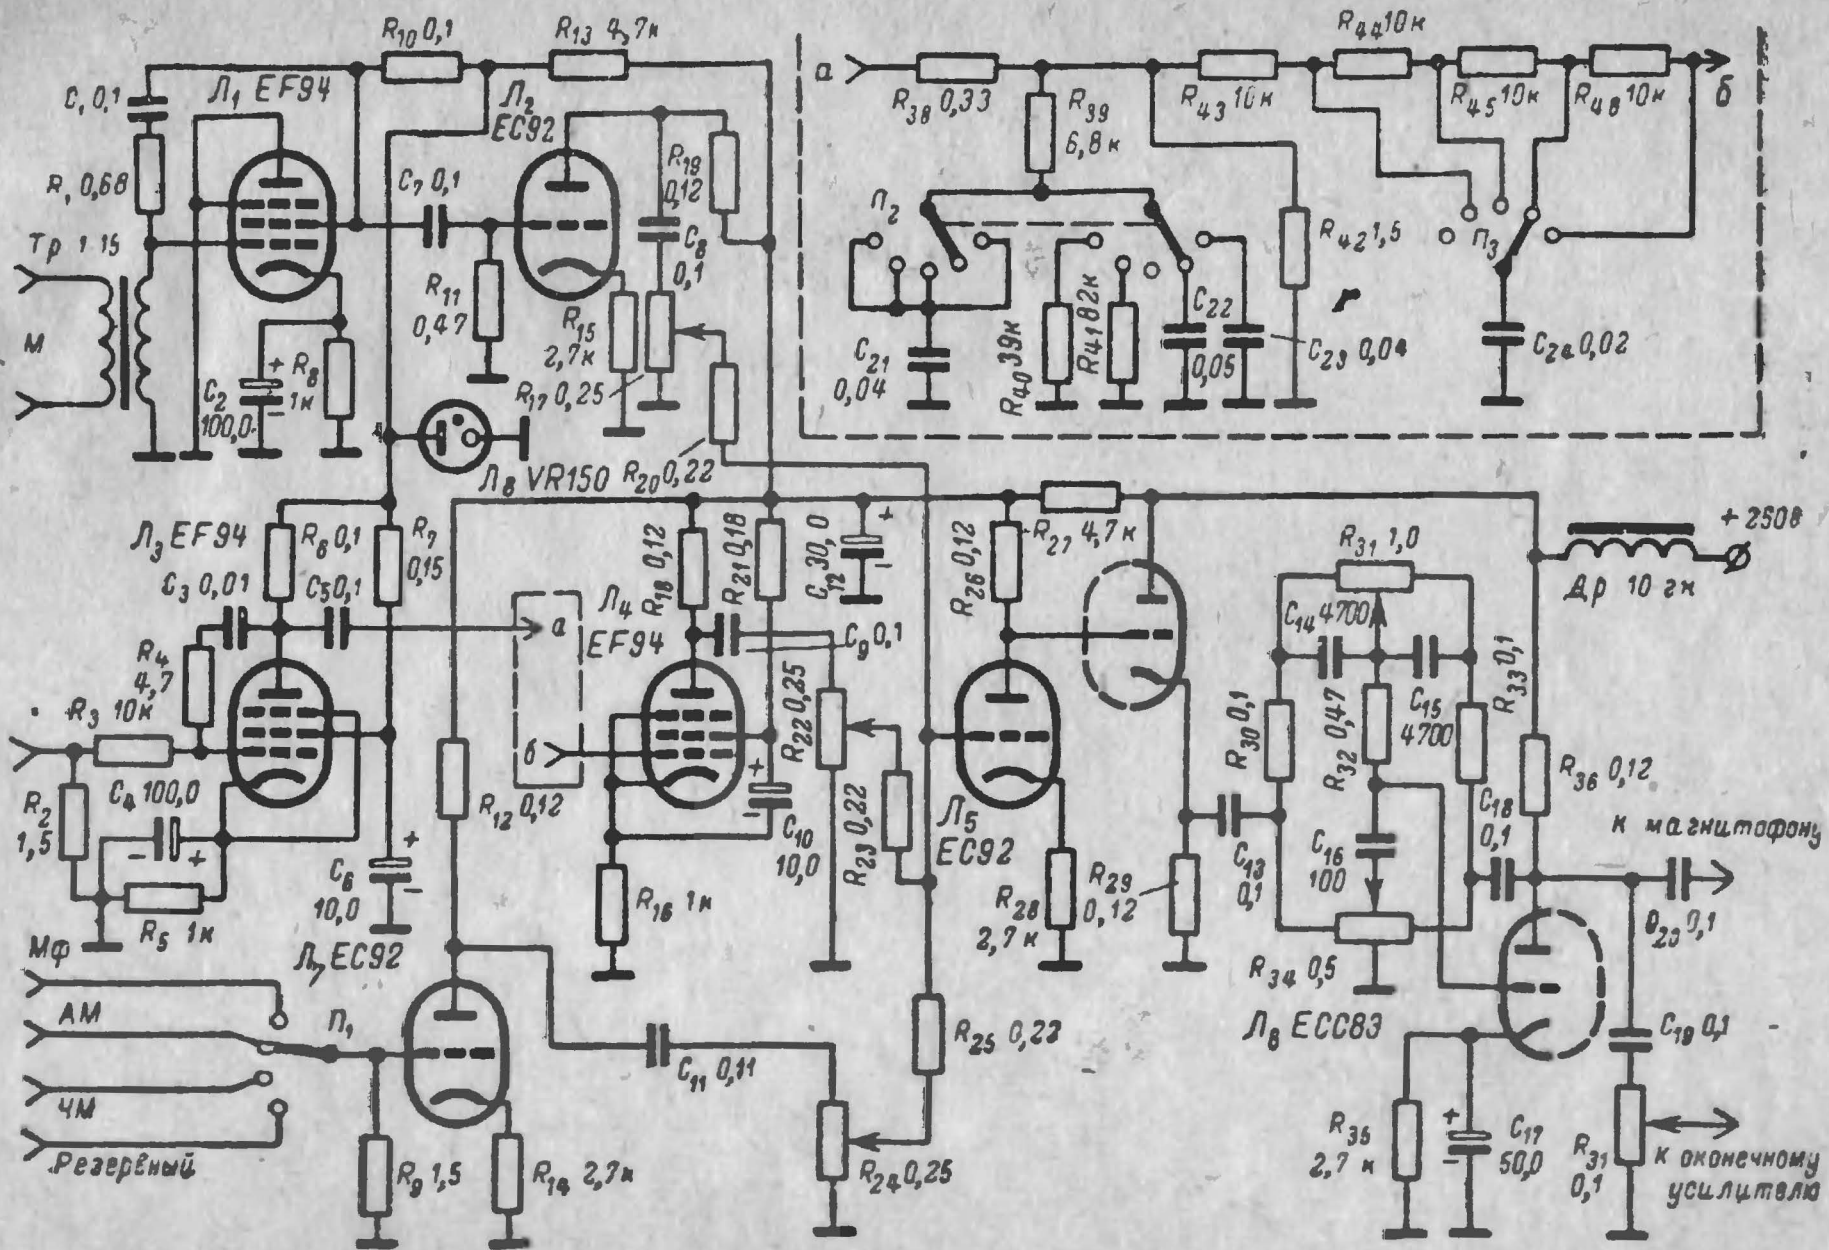 R10 0,1
R13 4,7к
C1 0,1
Л1 EF94
Л2
EC92
R1 0,68
C7 0,1
R19
0,12
C8
0,1
Тр 1:15
М
R11
0,47
R15
2,7к
R8
1к
C2
100,0
R17 0,25
Л8 VR150
R20 0,22
а
R38 0,33
R39
6,8к
R43 10к
R44 10к
R45 10к
R48 10к
б
П2
R42 1,5
П3
C21
0,04
R40 39к
R41 82к
C22
0,05
C23 0,04
C24 0,02
Л3 EF94
R6 0,1
R7
0,15
C3 0,01
C5 0,1
R4
4,7
R3 10к
C4 100,0
R2
1,5
R5 1к
C6
10,0
а
б
Л4
EF94
R18 0,12
R21 0,18
C12 30,0
C9 0,1
R22 0,25
R12 0,12
C10
10,0
R23 0,22
R16 1к
R26 0,12
R27 4,7к
Л5
EC92
R28
2,7к
R29
0,12
R31 1,0
C14 4700
R30 0,1
R32 0,47
C15
4700
R33 0,1
C13
0,1
C16
100
C18
0,1
R34 0,5
+250в
Др 10 гн
R36 0,12
к магнитофону
C20 0,1
Л7 EC92
Мф
АМ
ЧМ
Резервный
П1
R9 1,5
R14 2,7к
C11 0,11
R24 0,25
R25 0,22
Л8 ECC83
R35
2,7к
C17
50,0
C19 0,1
R31
0,1
к оконечному
усилителю